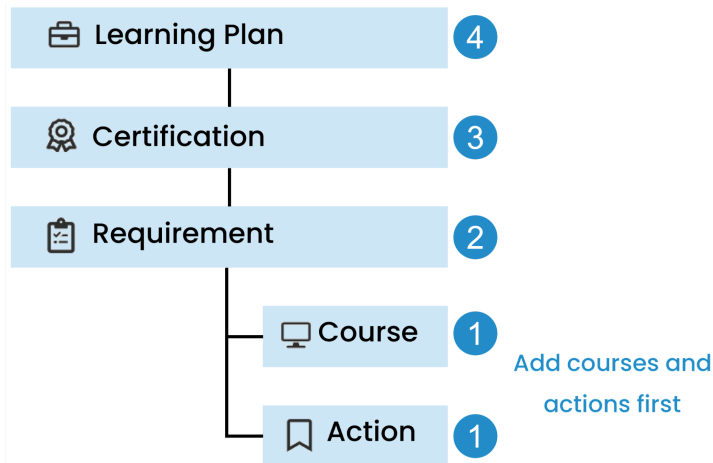 Learning Plan 4
Certification 3
Requirement 2
Course 1
Add courses and
actions first
Action 1